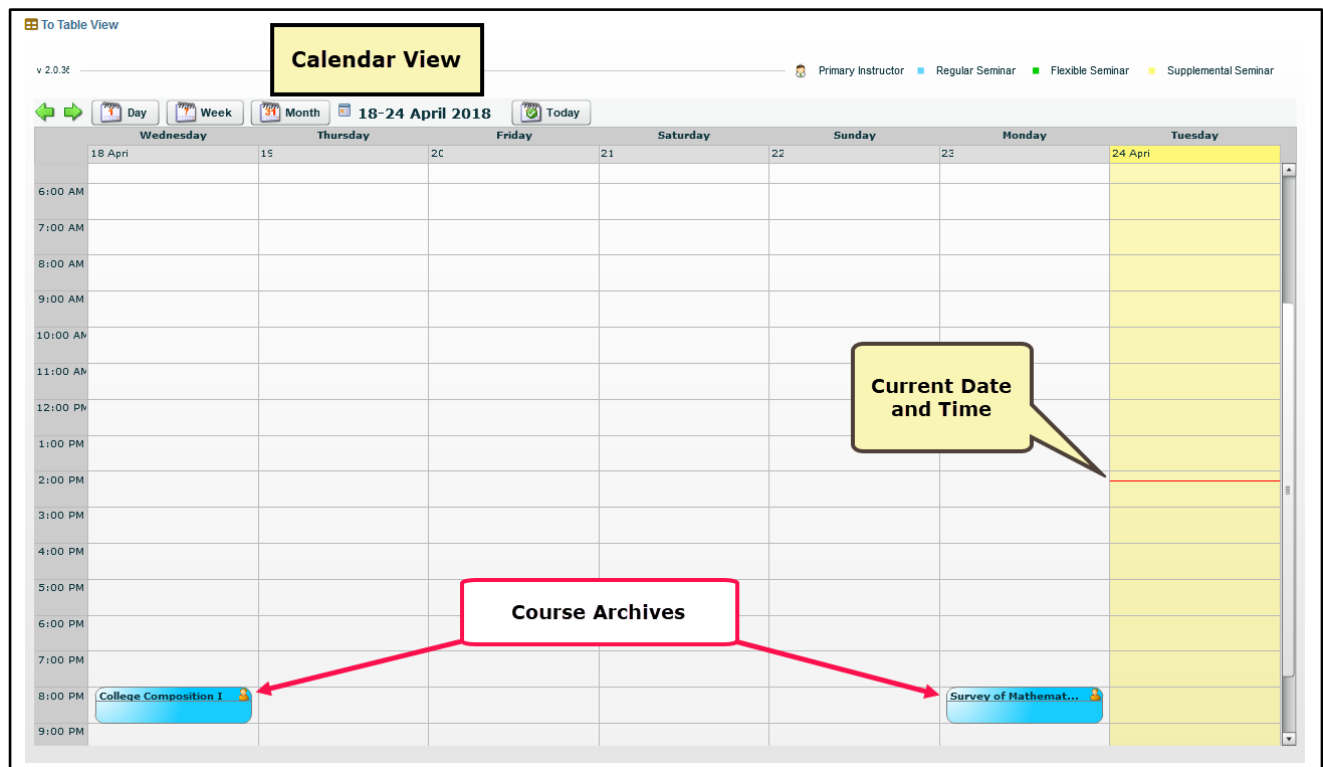 To Table View
Calendar View
v 2.0.36
Primary Instructor Regular Seminar Flexible Seminar Supplemental Seminar
Day Week Month 18-24 April 2018 Today
Wednesday Thursday Friday Saturday Sunday Monday Tuesday
18 Apri 19 20 21 22 23 24 Apri
6:00 AM
7:00 AM
8:00 AM
9:00 AM
10:00 AM
11:00 AM
Current Date
and Time
12:00 PM
1:00 PM
2:00 PM
3:00 PM
4:00 PM
5:00 PM
Course Archives
6:00 PM
7:00 PM
8:00 PM College Composition I Survey of Mathemat...
9:00 PM